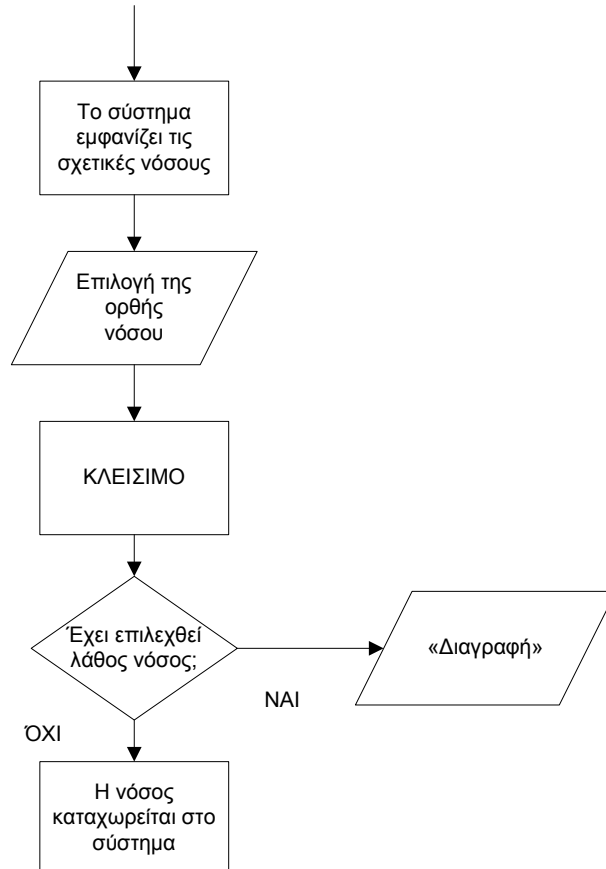 Το σύστημα
εμφανίζει τις
σχετικές νόσους
Επιλογή της
ορθής
νόσου
ΚΛΕΙΣΙΜΟ
Έχει επιλεχθεί
λάθος νόσος;
«Διαγραφή»
ΝΑΙ
ΌΧΙ
Η νόσος
καταχωρείται στο
σύστημα